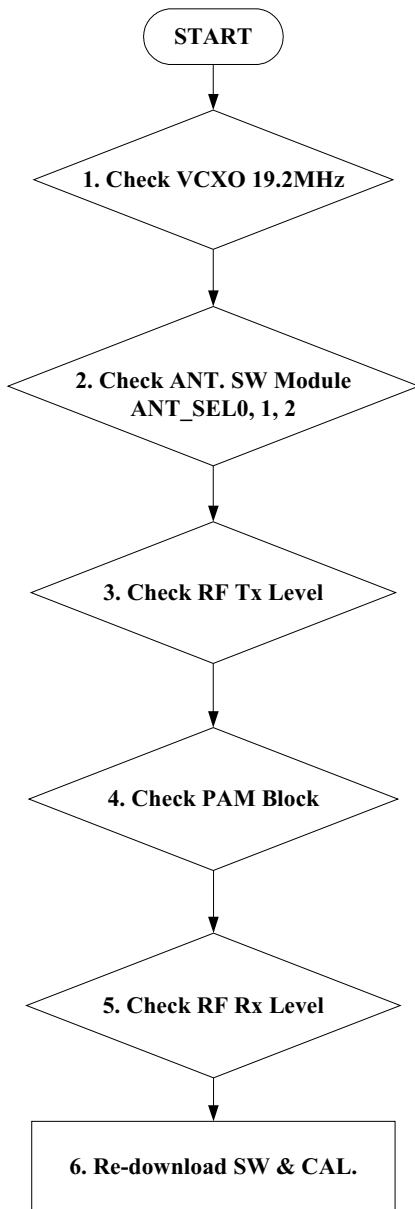 START
1. Check VCXO 19.2MHz
2. Check ANT. SW Module
ANT_SEL0, 1, 2
3. Check RF Tx Level
4. Check PAM Block
5. Check RF Rx Level
6. Re-download SW & CAL.